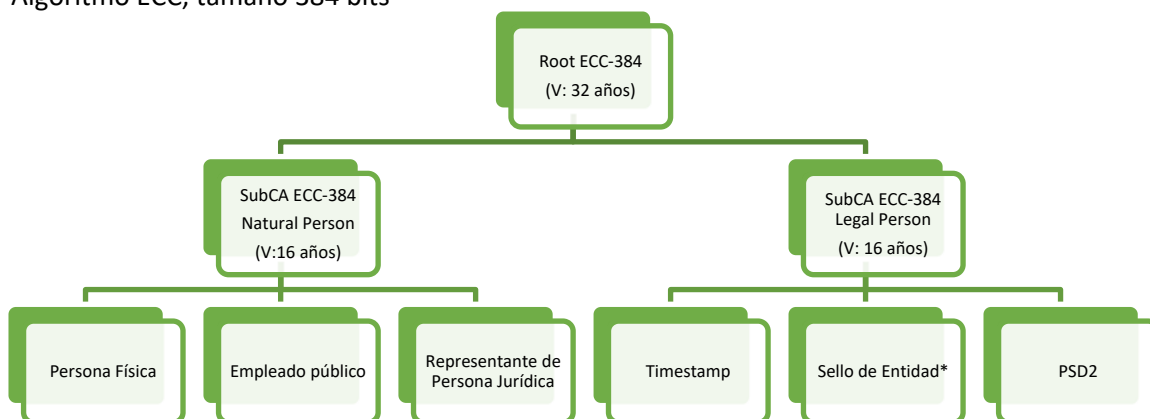 Algoritmo ECC, tamaño 384 bits
Root ECC-384
(V: 32 años)
SubCA ECC-384
Natural Person
(V:16 años)
SubCA ECC-384
Legal Person
(V: 16 años)
Persona Física
Empleado público
Representante de
Persona Jurídica
Timestamp
Sello de Entidad*
PSD2